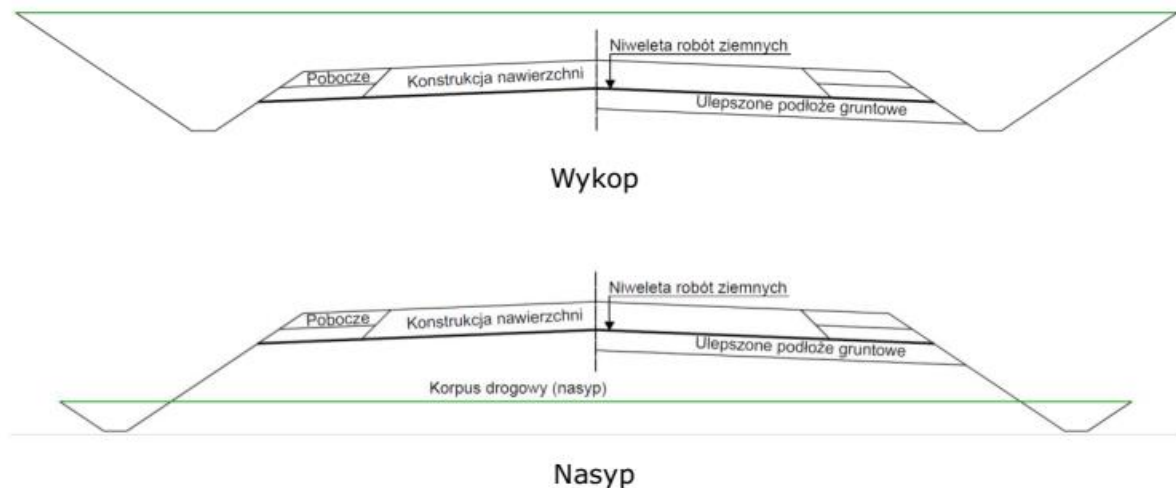 Niweleta robót ziemnych
Pobocze
Konstrukcja nawierzchni
Ulepszone podłoże gruntowe
Wykop
Niweleta robót ziemnych
Pobocze
Konstrukcja nawierzchni
Ulepszone podłoże gruntowe
Korpus drogowy (nasyp)
Nasyp